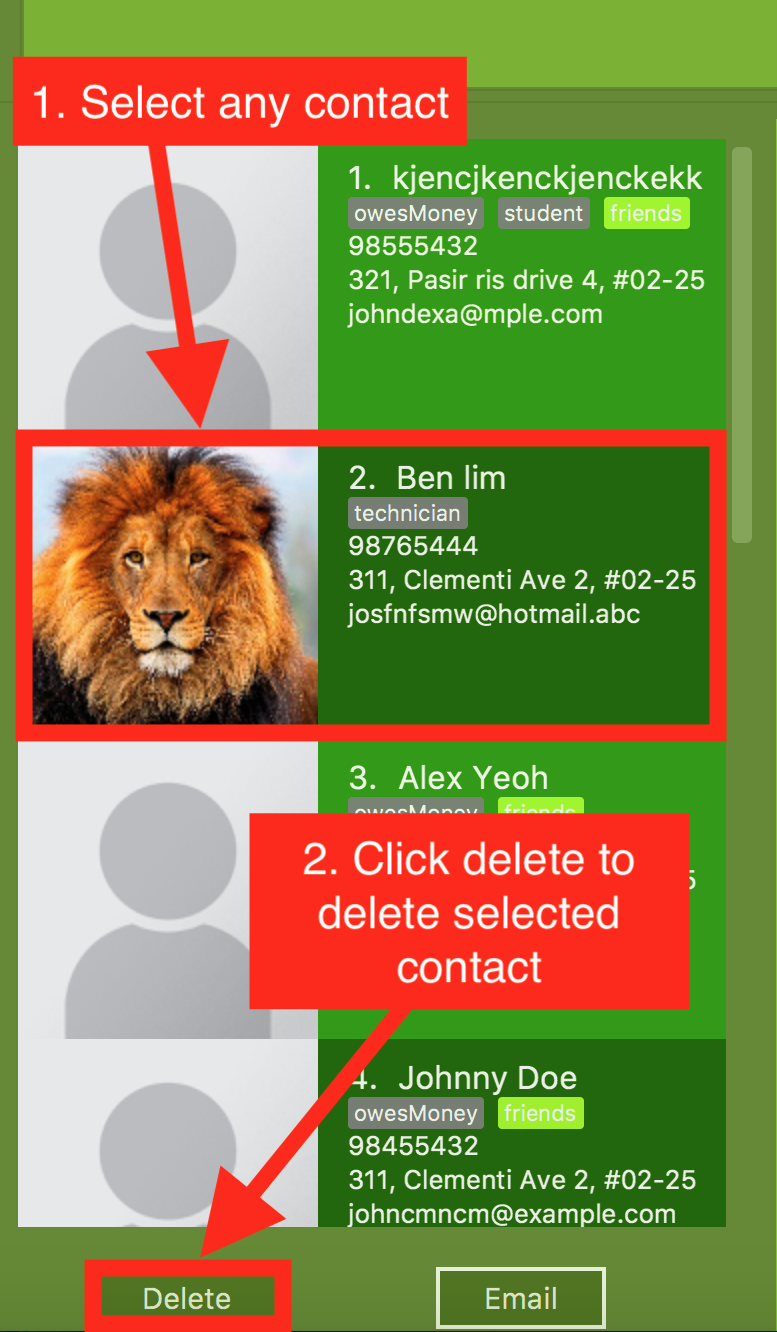 1. Select any contact
1. kjencjkenckjenckekk
owesMoney student friends
98555432
321, Pasir ris drive 4, #02-25
johndexa@mple.com
2. Ben lim
technician
98765444
311, Clementi Ave 2, #02-25
josfnfsmw@hotmail.abc
3. Alex Yeoh
owesMoney friends
2. Click delete to
delete selected
contact
4. Johnny Doe
owesMoney friends
98455432
311, Clementi Ave 2, #02-25
johncmncm@example.com
Delete Email